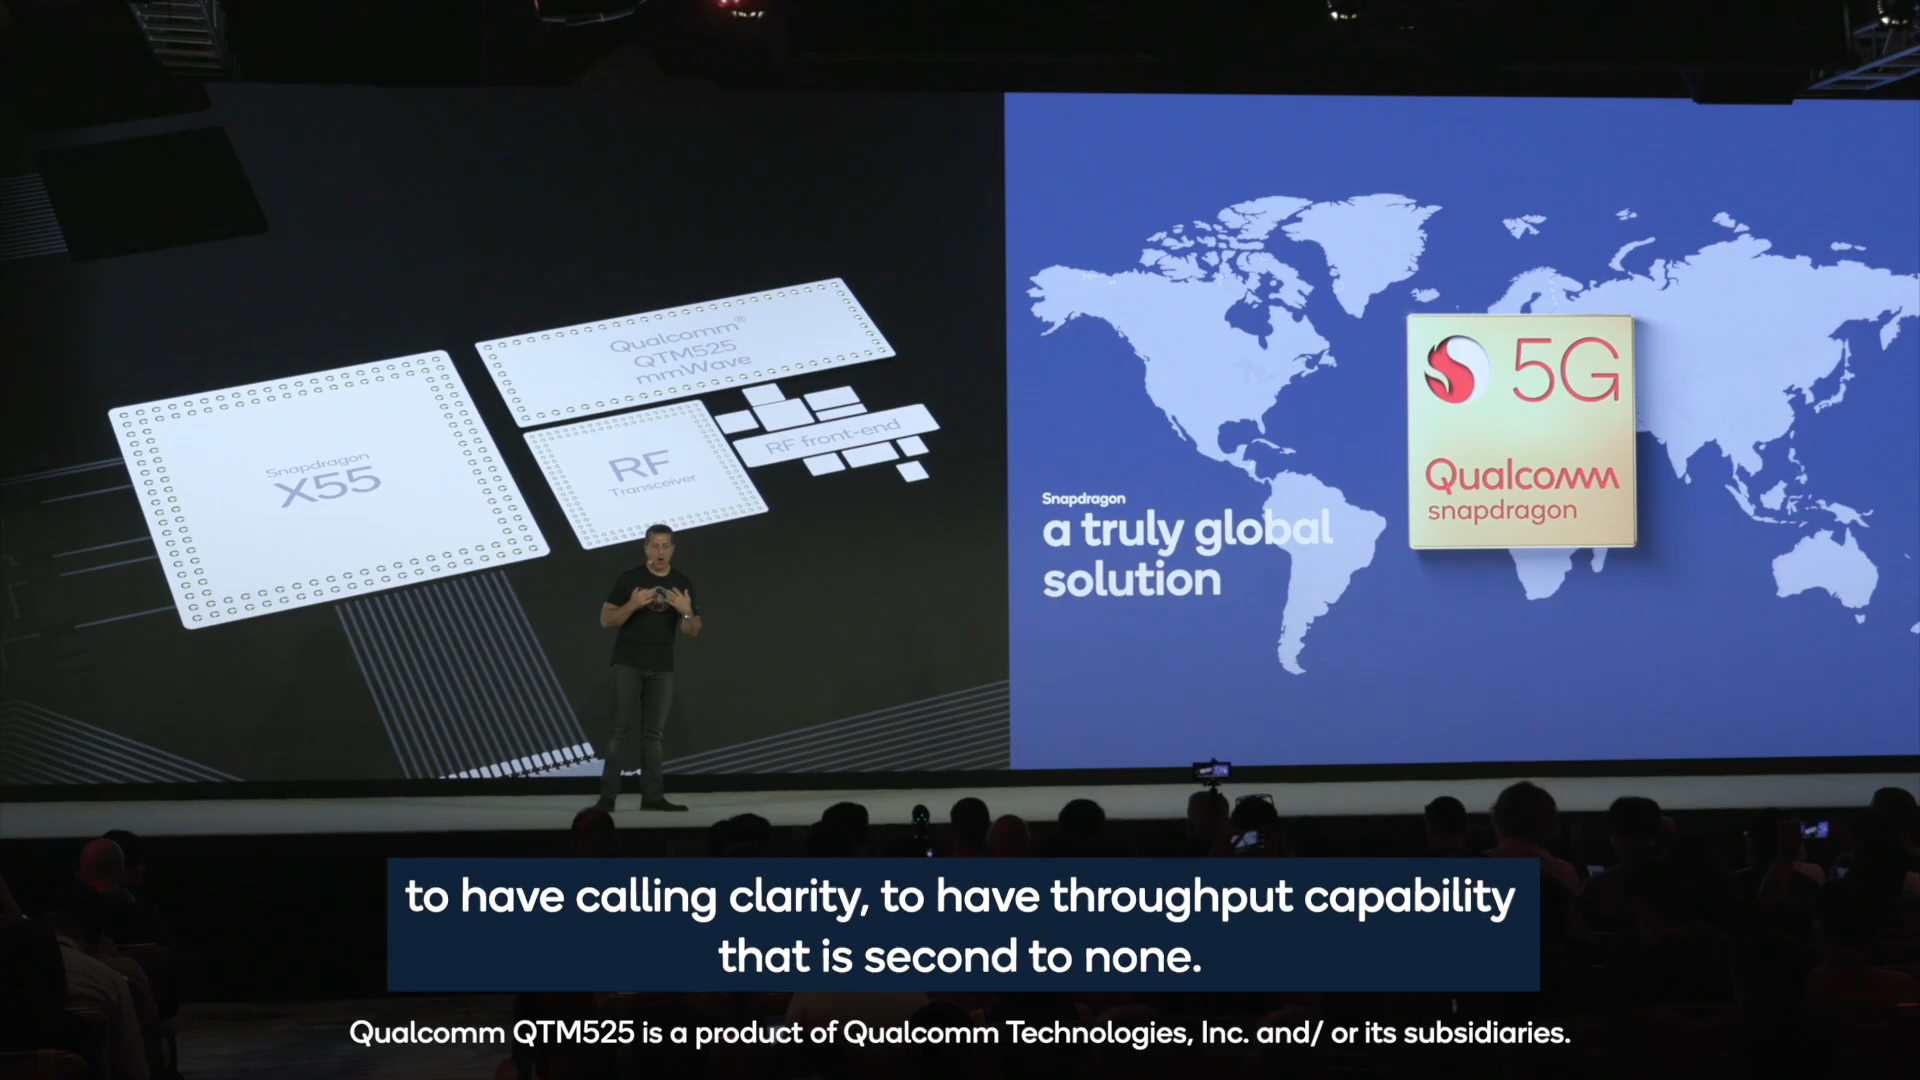 Qualcomm®
QTM525
mmWave
Snapdragon
X55
RF
Transceiver
RF front-end
5G
Qualcomm
snapdragon
Snapdragon
a truly global
solution
to have calling clarity, to have throughput capability
that is second to none.
Qualcomm QTM525 is a product of Qualcomm Technologies, Inc. and/ or its subsidiaries.